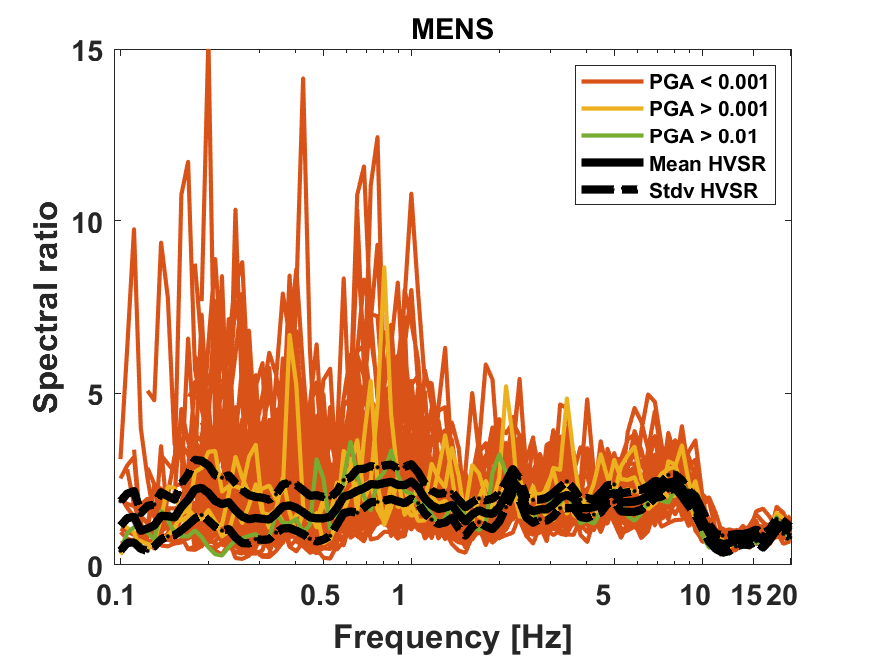 MENS
15
10
5
0
Spectral ratio
PGA < 0.001
PGA > 0.001
PGA > 0.01
Mean HVSR
Stdv HVSR
0.1 0.5 1 5 10 15 20
Frequency [Hz]